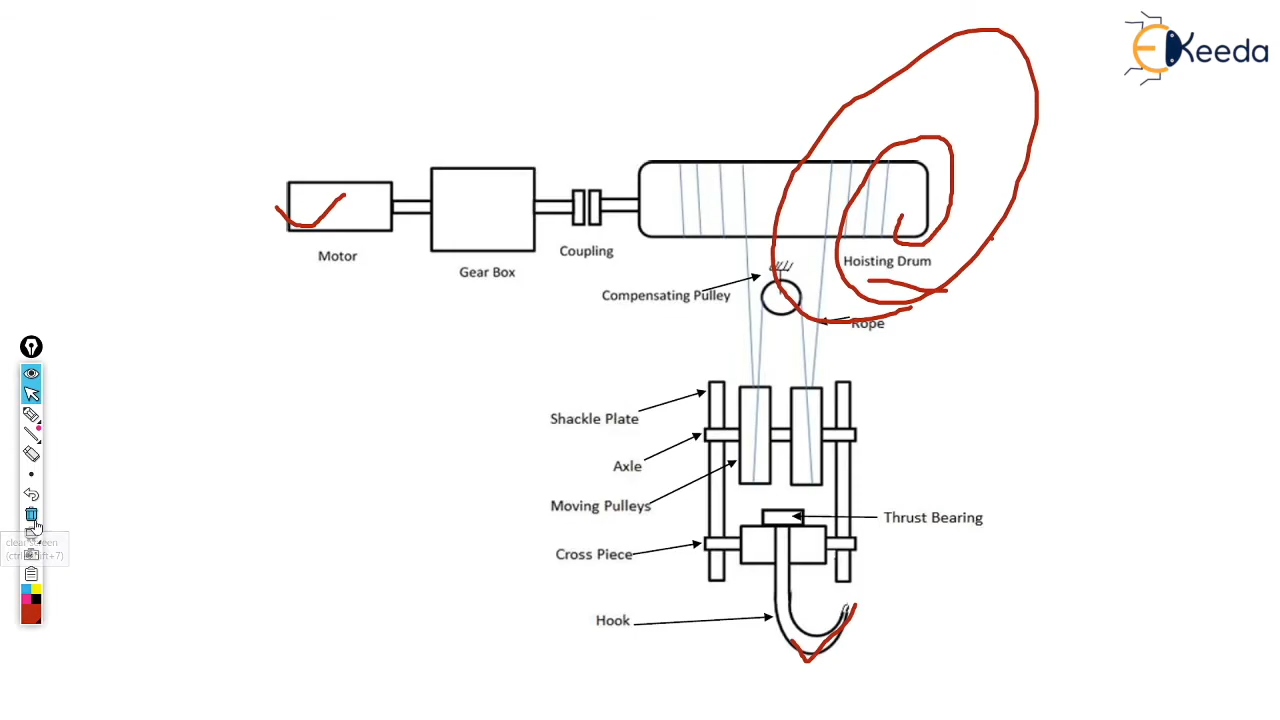 EKeeda
Motor
Gear Box
Coupling
Hoisting Drum
Compensating Pulley
Rope
Shackle Plate
Axle
Moving Pulleys
Thrust Bearing
Cross Piece
Hook